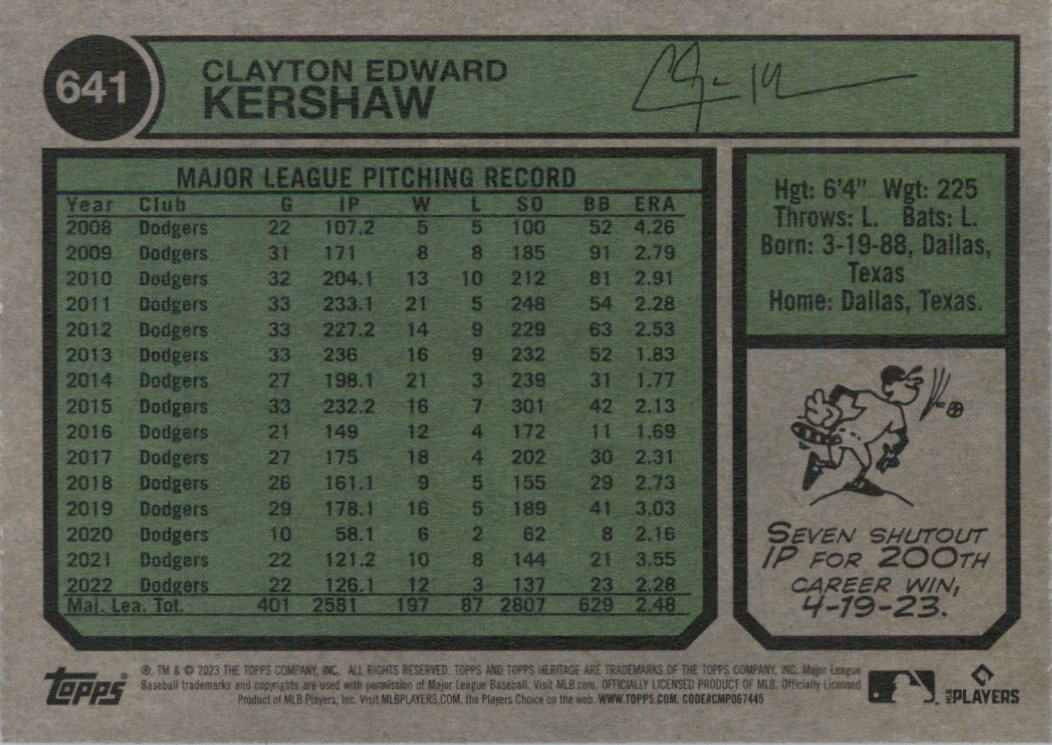 641
CLAYTON EDWARD
KERSHAW
MAJOR LEAGUE PITCHING RECORD
Year Club G IP W L SO BB ERA
2008 Dodgers 22 107.2 5 5 100 52 4.26
2009 Dodgers 31 171 8 8 185 91 2.79
2010 Dodgers 32 204.1 13 10 212 81 2.91
2011 Dodgers 33 233.1 21 5 248 54 2.28
2012 Dodgers 33 227.2 14 9 229 63 2.53
2013 Dodgers 33 236 16 9 232 52 1.83
2014 Dodgers 27 198.1 21 3 239 31 1.77
2015 Dodgers 33 232.2 16 7 301 42 2.13
2016 Dodgers 21 149 12 4 172 11 1.69
2017 Dodgers 27 175 18 4 202 30 2.31
2018 Dodgers 26 161.1 9 5 155 29 2.73
2019 Dodgers 29 178.1 16 5 189 41 3.03
2020 Dodgers 10 58.1 6 2 62 8 2.16
2021 Dodgers 22 121.2 10 8 144 21 3.55
2022 Dodgers 22 126.1 12 3 137 23 2.28
Maj. Lea. Tot. 401 2581 197 87 2807 629 2.48
Hgt: 6'4" Wgt: 225
Throws: L. Bats: L.
Born: 3-19-88, Dallas,
Texas
Home: Dallas, Texas.
SEVEN SHUTOUT
IP FOR 200TH
CAREER WIN,
4-19-23.
topps
®, TM & © 2023 THE TOPPS COMPANY, INC. ALL RIGHTS RESERVED. TOPPS AND TOPPS HERITAGE ARE TRADEMARKS OF THE TOPPS COMPANY, INC. Major League
Baseball trademarks and copyrights are used with permission of Major League Baseball. Visit MLB.com. OFFICIALLY LICENSED PRODUCT OF MLB. Officially Licensed
Product of MLB Players, Inc. Visit MLBPLAYERS.COM, the Players Choice on the web. WWW.TOPPS.COM. CODE#CMP067445
MLB PLAYERS